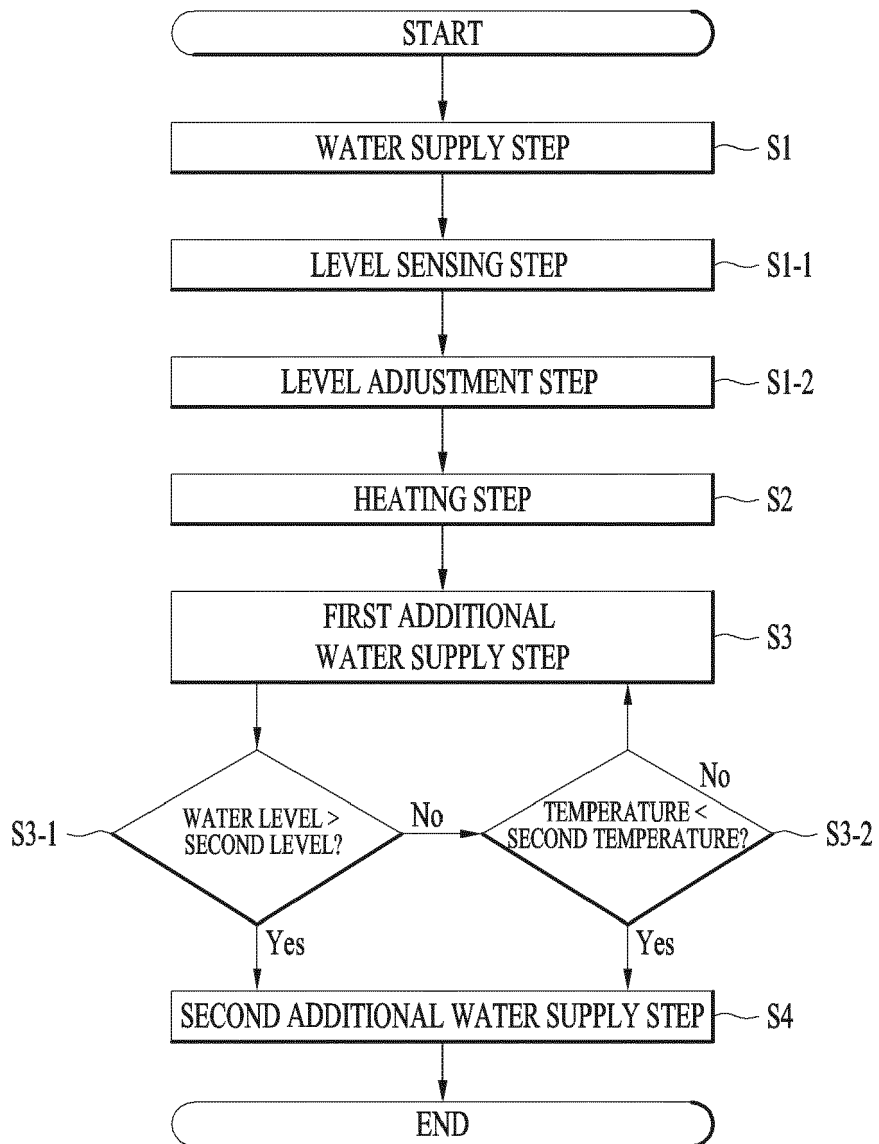 START
WATER SUPPLY STEP
S1
LEVEL SENSING STEP
S1-1
LEVEL ADJUSTMENT STEP
S1-2
HEATING STEP
S2
FIRST ADDITIONAL
WATER SUPPLY STEP
S3
S3-1
WATER LEVEL >
SECOND LEVEL?
No
TEMPERATURE <
SECOND TEMPERATURE?
No
S3-2
Yes
Yes
SECOND ADDITIONAL WATER SUPPLY STEP
S4
END